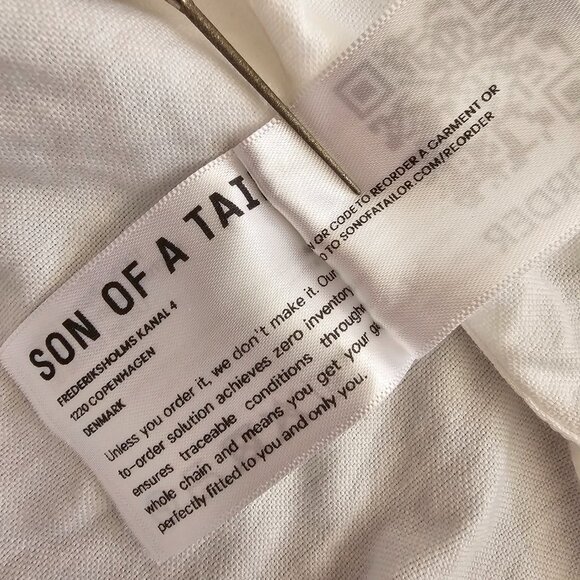 SON OF A TAI
FREDERIKSHOLMS KANAL 4
1220 COPENHAGEN
DENMARK
Unless you order it, we don't make it. Our
to-order solution achieves zero inventory
ensures traceable conditions through
whole chain and means you get your
perfectly fitted to you and only you.
QR CODE TO REORDER A GARMENT OR
TO SONOFATAILOR.COM/REORDER